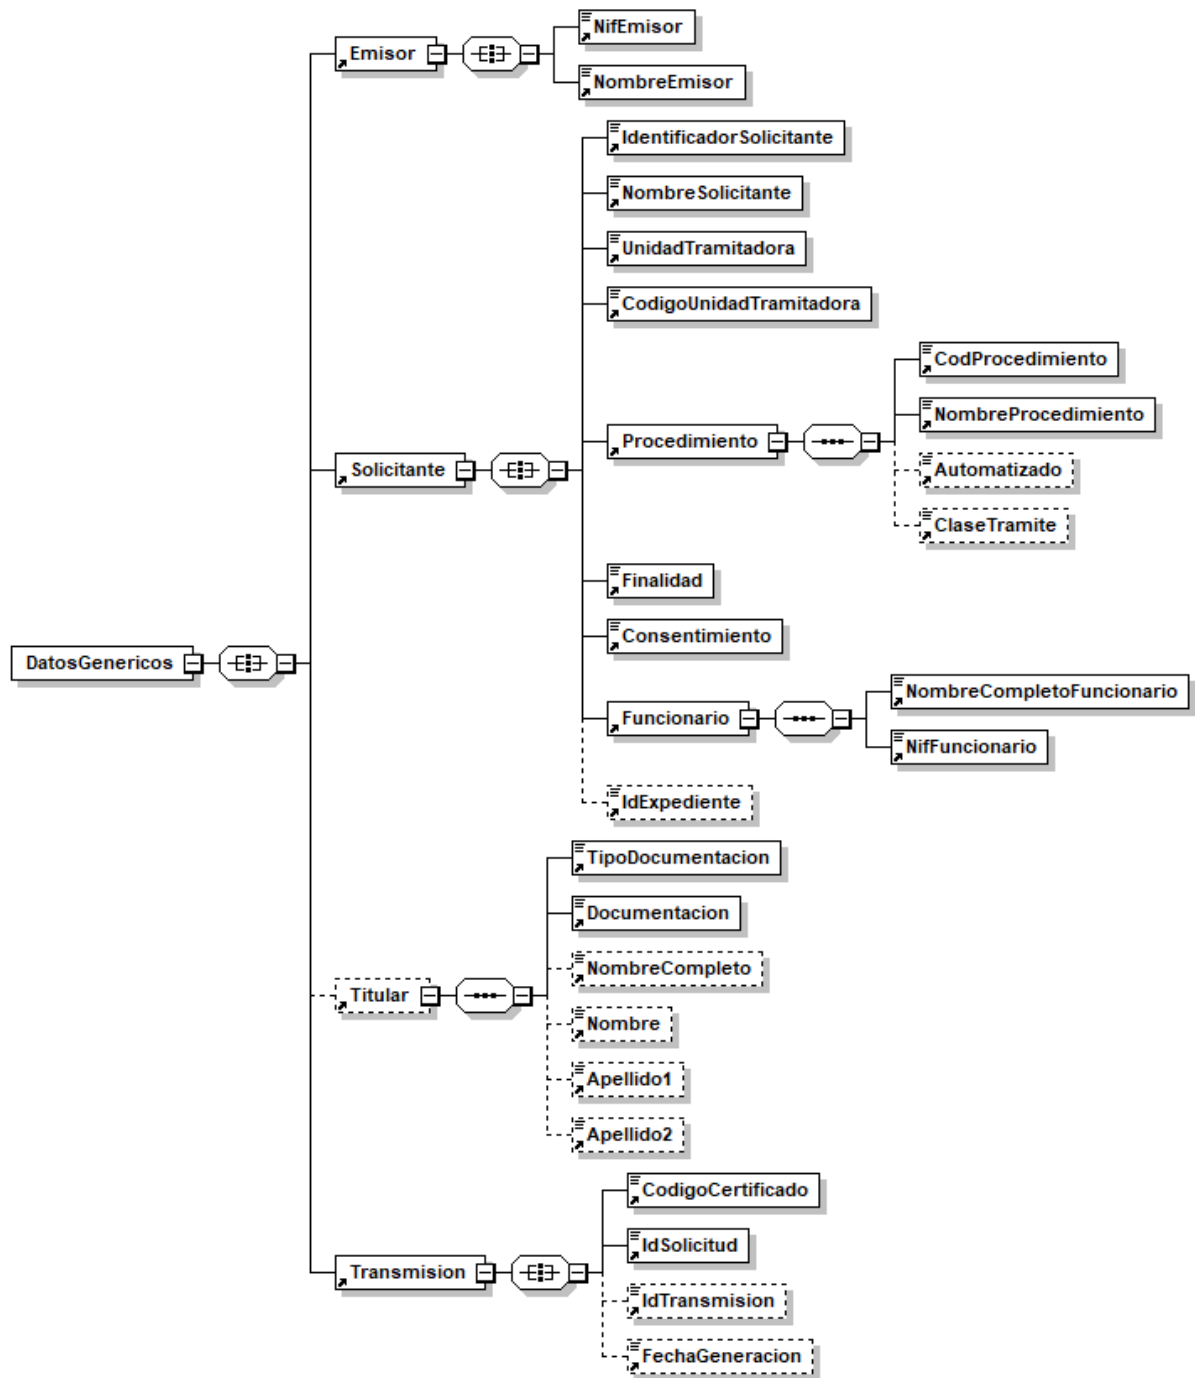 NifEmisor
Emisor
NombreEmisor
IdentificadorSolicitante
NombreSolicitante
UnidadTramitadora
CodigoUnidadTramitadora
CodProcedimiento
NombreProcedimiento
Procedimiento
Solicitante
Automatizado
ClaseTramite
Finalidad
Consentimiento
DatosGenericos
NombreCompletoFuncionario
Funcionario
NifFuncionario
IdExpediente
TipoDocumentacion
Documentacion
NombreCompleto
Titular
Nombre
Apellido1
Apellido2
CodigoCertificado
IdSolicitud
Transmision
IdTransmision
FechaGeneracion